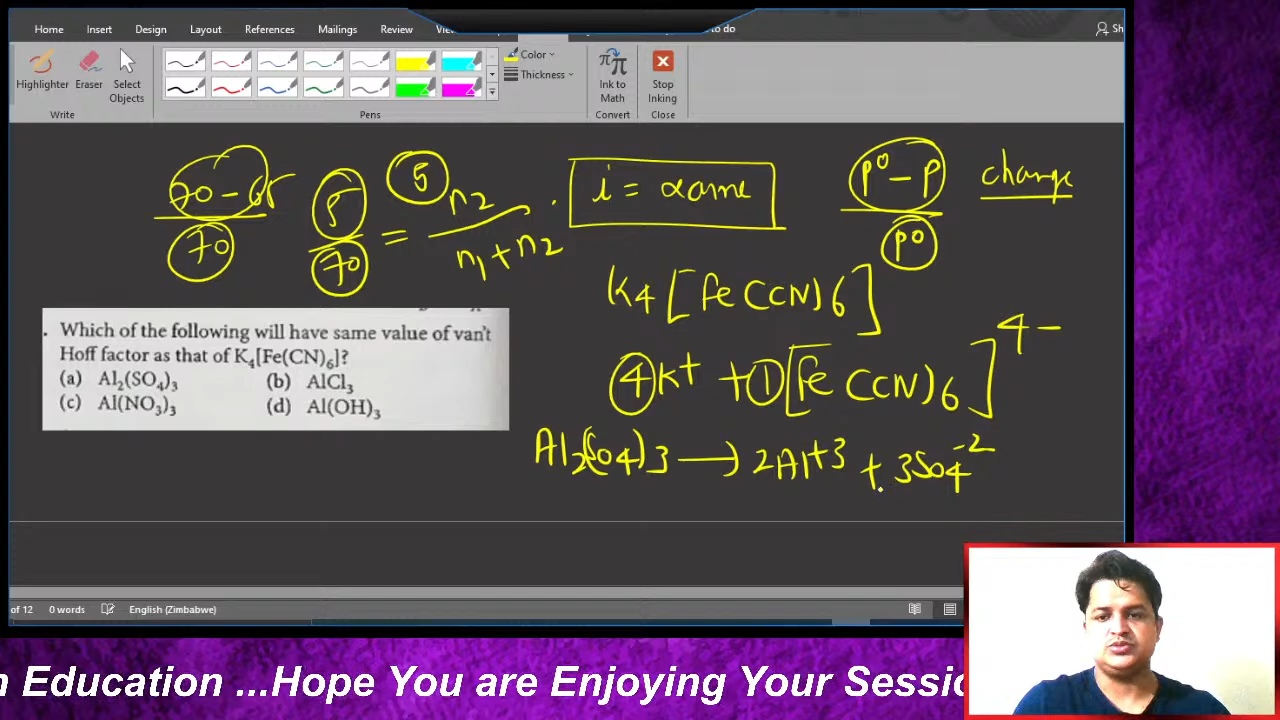 Home Insert Design Layout References Mailings Review to do
Highlighter Eraser Select Objects
Color
Thickness
Ink to Math
Stop Inking
Write Pens Convert Close
70 - 65
70
5
70
=
5 n2
n1 + n2
. i = αame
p° - p
p°
change
K4 [Fe(CN)6]
4K+ + 1 [Fe(CN)6]4-
Al2(SO4)3 → 2Al+3 + 3SO4-2
. Which of the following will have same value of van't
Hoff factor as that of K4[Fe(CN)6]?
(a) Al2(SO4)3 (b) AlCl3
(c) Al(NO3)3 (d) Al(OH)3
of 12 0 words English (Zimbabwe)
Education ...Hope You are Enjoying Your